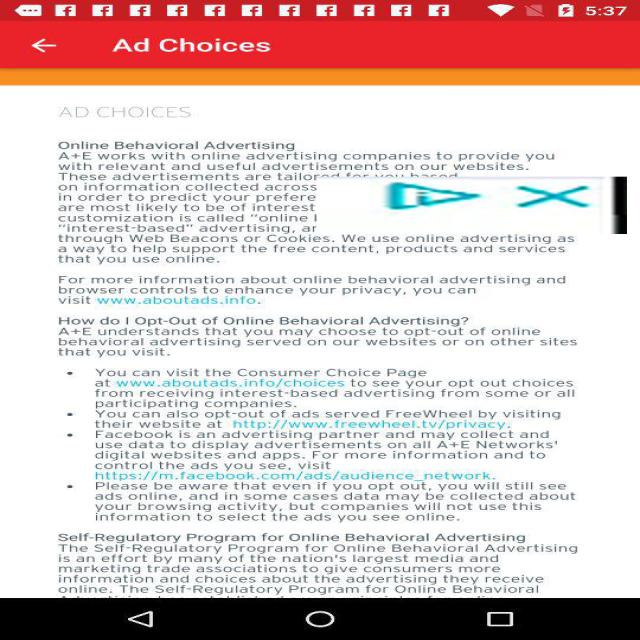 5:37
Ad Choices
AD CHOICES
Online Behavioral Advertising
A+E works with online advertising companies to provide you
with relevant and useful advertisements on our websites.
These advertisements are tailored for you based
on information collected across
in order to predict your prefere
are most likely to be of interest
customization is called “online
“interest-based” advertising, ar
through Web Beacons or Cookies. We use online advertising as
a way to help support the free content, products and services
that you use online.
For more information about online behavioral advertising and
browser controls to enhance your privacy, you can
visit www.aboutads.info.
How do I Opt-Out of Online Behavioral Advertising?
A+E understands that you may choose to opt-out of online
behavioral advertising served on our websites or on other sites
that you visit.
• You can visit the Consumer Choice Page
at www.aboutads.info/choices to see your opt out choices
from receiving interest-based advertising from some or all
participating companies.
• You can also opt-out of ads served FreeWheel by visiting
their website at http://www.freewheel.tv/privacy.
• Facebook is an advertising partner and may collect and
use data to display advertisements on all A+E Networks'
digital websites and apps. For more information and to
control the ads you see, visit
https://m.facebook.com/ads/audience_network.
• Please be aware that even if you opt out, you will still see
ads online, and in some cases data may be collected about
your browsing activity, but companies will not use this
information to select the ads you see online.
Self-Regulatory Program for Online Behavioral Advertising
The Self-Regulatory Program for Online Behavioral Advertising
is an effort by many of the nation's largest media and
marketing trade associations to give consumers more
information and choices about the advertising they receive
online. The Self-Regulatory Program for Online Behavioral